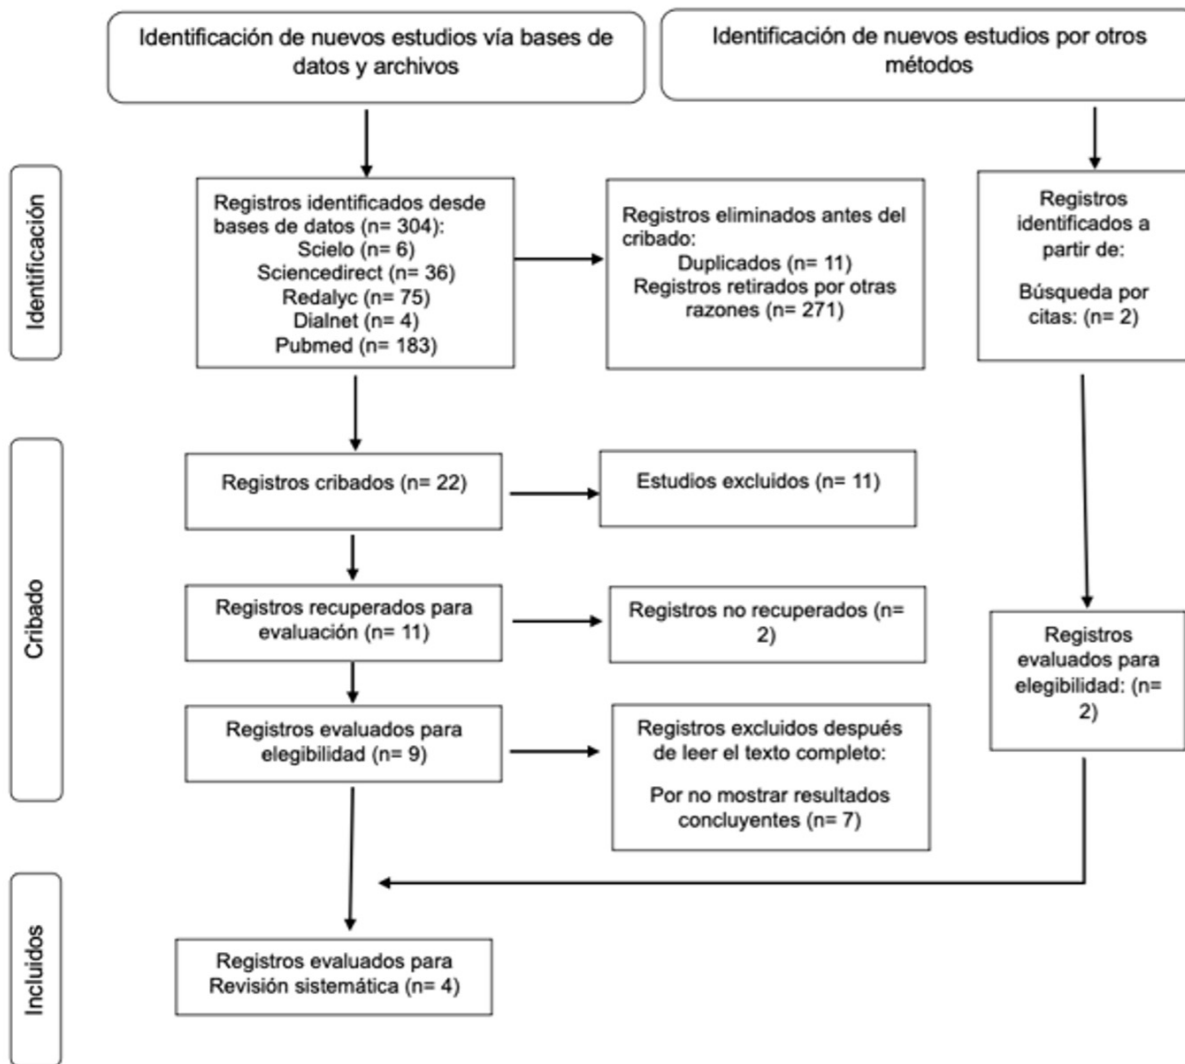 Identificación de nuevos estudios vía bases de
datos y archivos
Identificación de nuevos estudios por otros
métodos
Identificación
Registros identificados desde
bases de datos (n= 304):
Scielo (n= 6)
Sciencedirect (n= 36)
Redalyc (n= 75)
Dialnet (n= 4)
Pubmed (n= 183)
Registros eliminados antes del
cribado:
Duplicados (n= 11)
Registros retirados por otras
razones (n= 271)
Registros
identificados a
partir de:
Búsqueda por
citas: (n= 2)
Cribado
Registros cribados (n= 22)
Estudios excluidos (n= 11)
Registros recuperados para
evaluación (n= 11)
Registros no recuperados (n=
2)
Registros
evaluados para
elegibilidad: (n=
2)
Registros evaluados para
elegibilidad (n= 9)
Registros excluidos después
de leer el texto completo:
Por no mostrar resultados
concluyentes (n= 7)
Incluidos
Registros evaluados para
Revisión sistemática (n= 4)